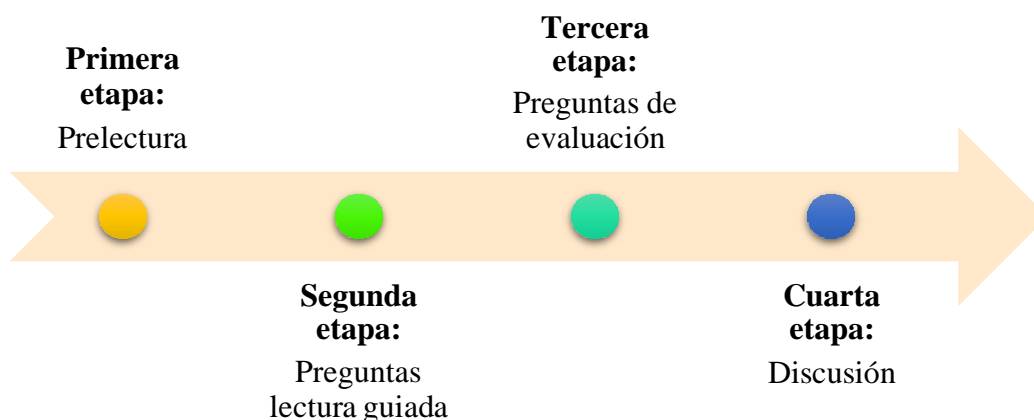 Primera
etapa:
Prelectura
Segunda
etapa:
Preguntas
lectura guiada
Tercera
etapa:
Preguntas de
evaluación
Cuarta
etapa:
Discusión